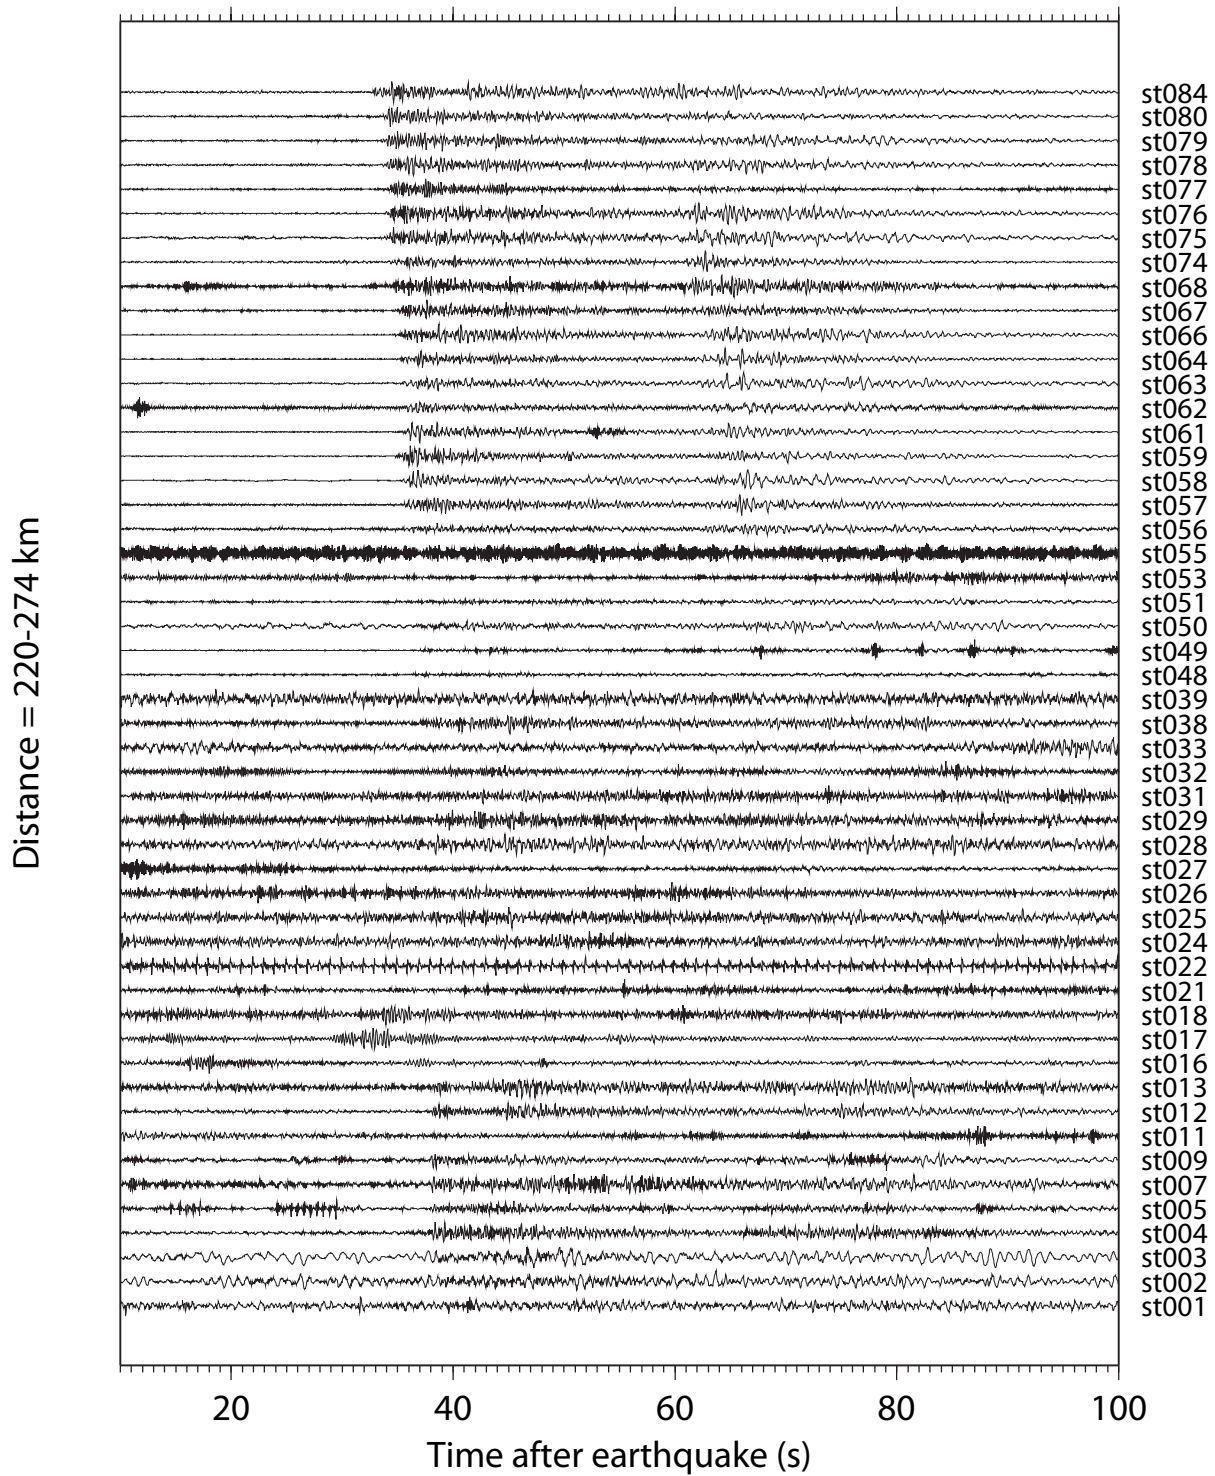 st084
st080
st079
st078
st077
st076
st075
st074
st068
st067
st066
st064
st063
st062
st061
st059
st058
st057
st056
st055
st053
st051
st050
st049
st048
st039
st038
st033
st032
st031
st029
st028
st027
st026
st025
st024
st022
st021
st018
st017
st016
st013
st012
st011
st009
st007
st005
st004
st003
st002
st001
Distance = 220-274 km
20 40 60 80 100
Time after earthquake (s)